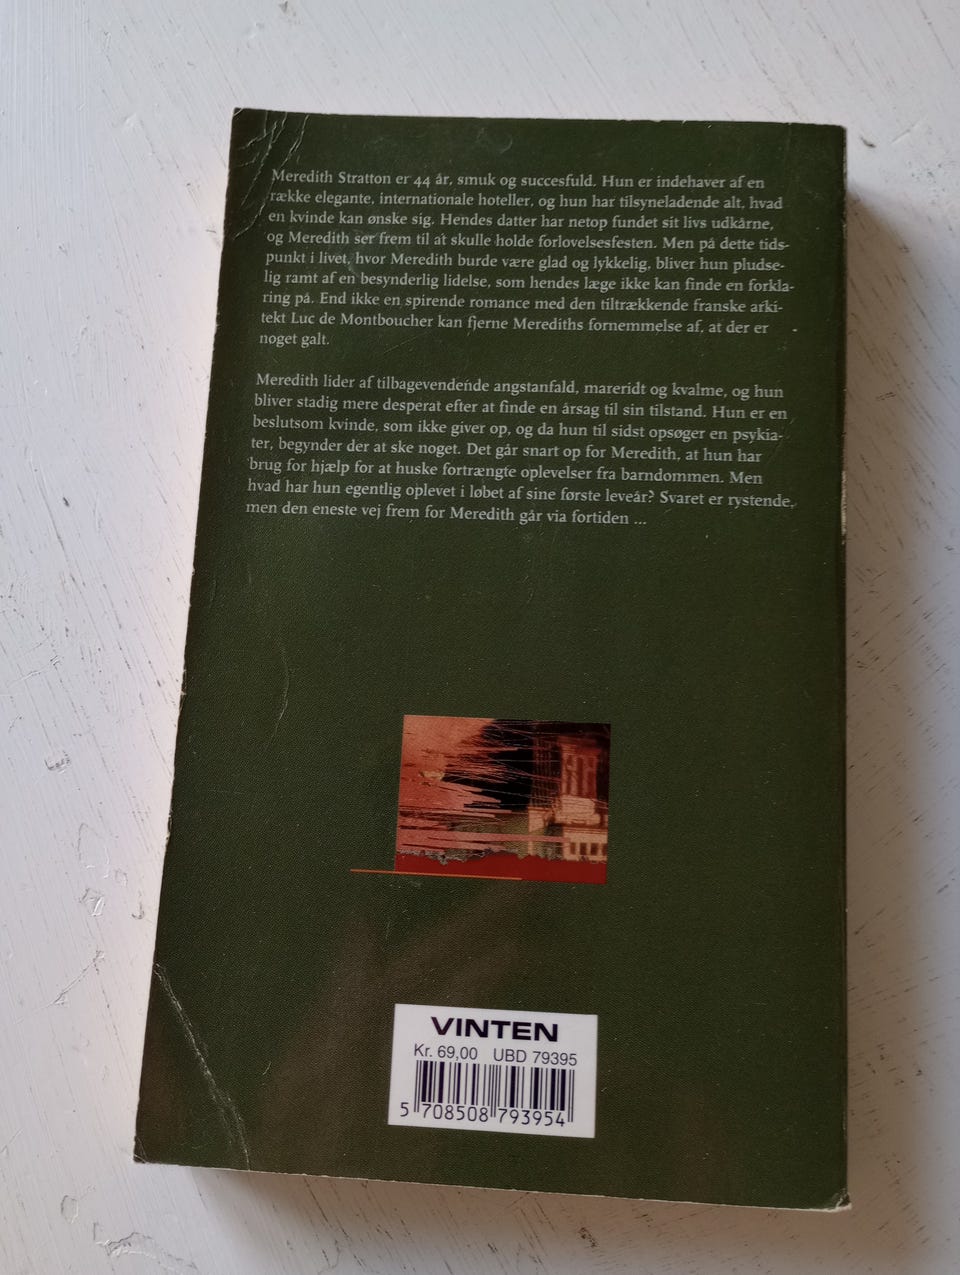 Meredith Stratton er 44 år, smuk og succesfuld. Hun er indehaver af en
række elegante, internationale hoteller, og hun har tilsyneladende alt, hvad
en kvinde kan ønske sig. Hendes datter har netop fundet sit livs udkårne,
og Meredith ser frem til at skulle holde forlovelsesfesten. Men på dette tids-
punkt i livet, hvor Meredith burde være glad og lykkelig, bliver hun pludse-
lig ramt af en besynderlig lidelse, som hendes læge ikke kan finde en forkla-
ring på. End ikke en spirende romance med den tiltrækkende franske arki-
tekt Luc de Montboucher kan fjerne Merediths fornemmelse af, at der er
noget galt.
Meredith lider af tilbagevendende angstanfald, mareridt og kvalme, og hun
bliver stadig mere desperat efter at finde en årsag til sin tilstand. Hun er en
beslutsom kvinde, som ikke giver op, og da hun til sidst opsøger en psykia-
ter, begynder der at ske noget. Det går snart op for Meredith, at hun har
brug for hjælp for at huske fortrængte oplevelser fra barndommen. Men
hvad har hun egentlig oplevet i løbet af sine første leveår? Svaret er rystende,
men den eneste vej frem for Meredith går via fortiden ...
VINTEN
Kr. 69,00 UBD 79395
5 708508 793954